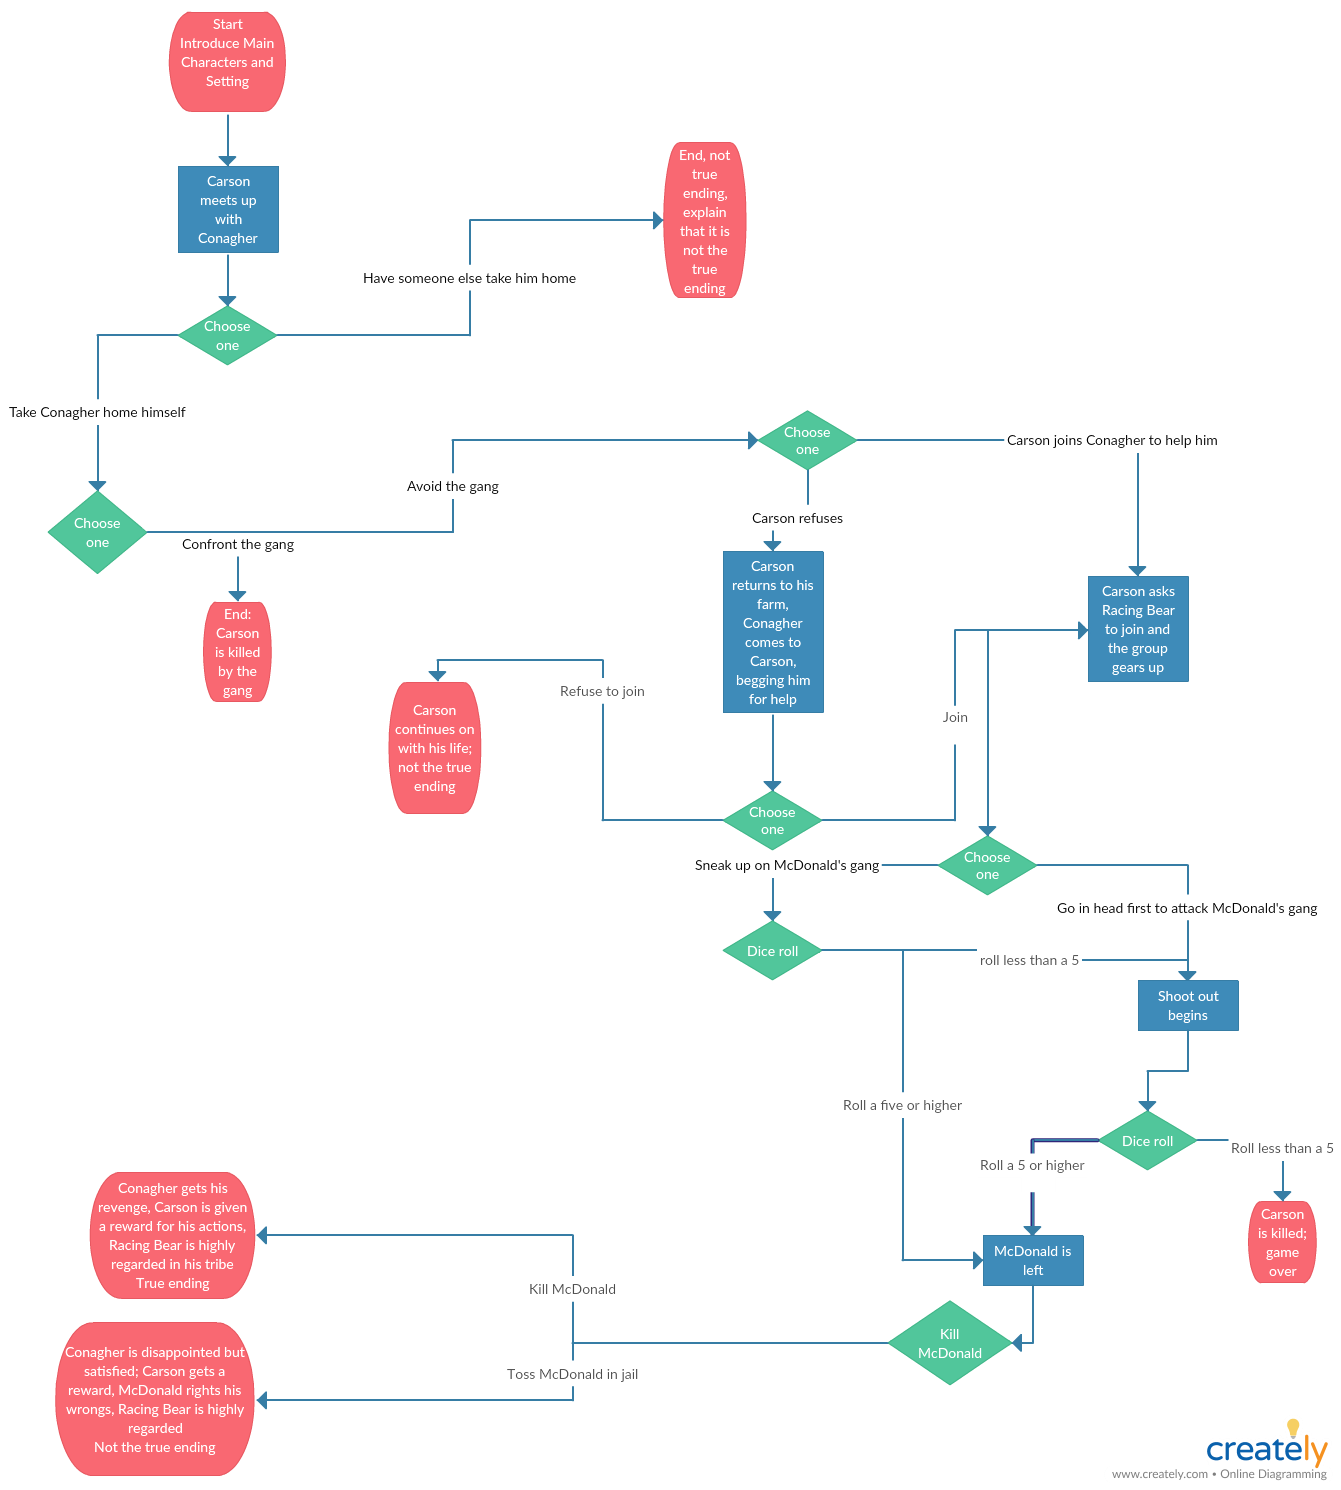 Start
Introduce Main
Characters and
Setting
Carson
meets up
with
Conagher
End, not
true
ending,
explain
that it is
not the
true
ending
Have someone else take him home
Choose
one
Take Conagher home himself
Choose
one
Carson joins Conagher to help him
Avoid the gang
Choose
one
Confront the gang
Carson refuses
End:
Carson
is killed
by the
gang
Carson
returns to his
farm,
Conagher
comes to
Carson,
begging him
for help
Carson asks
Racing Bear
to join and
the group
gears up
Refuse to join
Carson
continues on
with his life;
not the true
ending
Join
Choose
one
Choose
one
Sneak up on McDonald's gang
Go in head first to attack McDonald's gang
Dice roll
roll less than a 5
Shoot out
begins
Roll a five or higher
Dice roll
Roll less than a 5
Roll a 5 or higher
Carson
is killed;
game
over
McDonald is
left
Conagher gets his
revenge, Carson is given
a reward for his actions,
Racing Bear is highly
regarded in his tribe
True ending
Kill McDonald
Kill
McDonald
Toss McDonald in jail
Conagher is disappointed but
satisfied; Carson gets a
reward, McDonald rights his
wrongs, Racing Bear is highly
regarded
Not the true ending
creately
www.creately.com • Online Diagramming